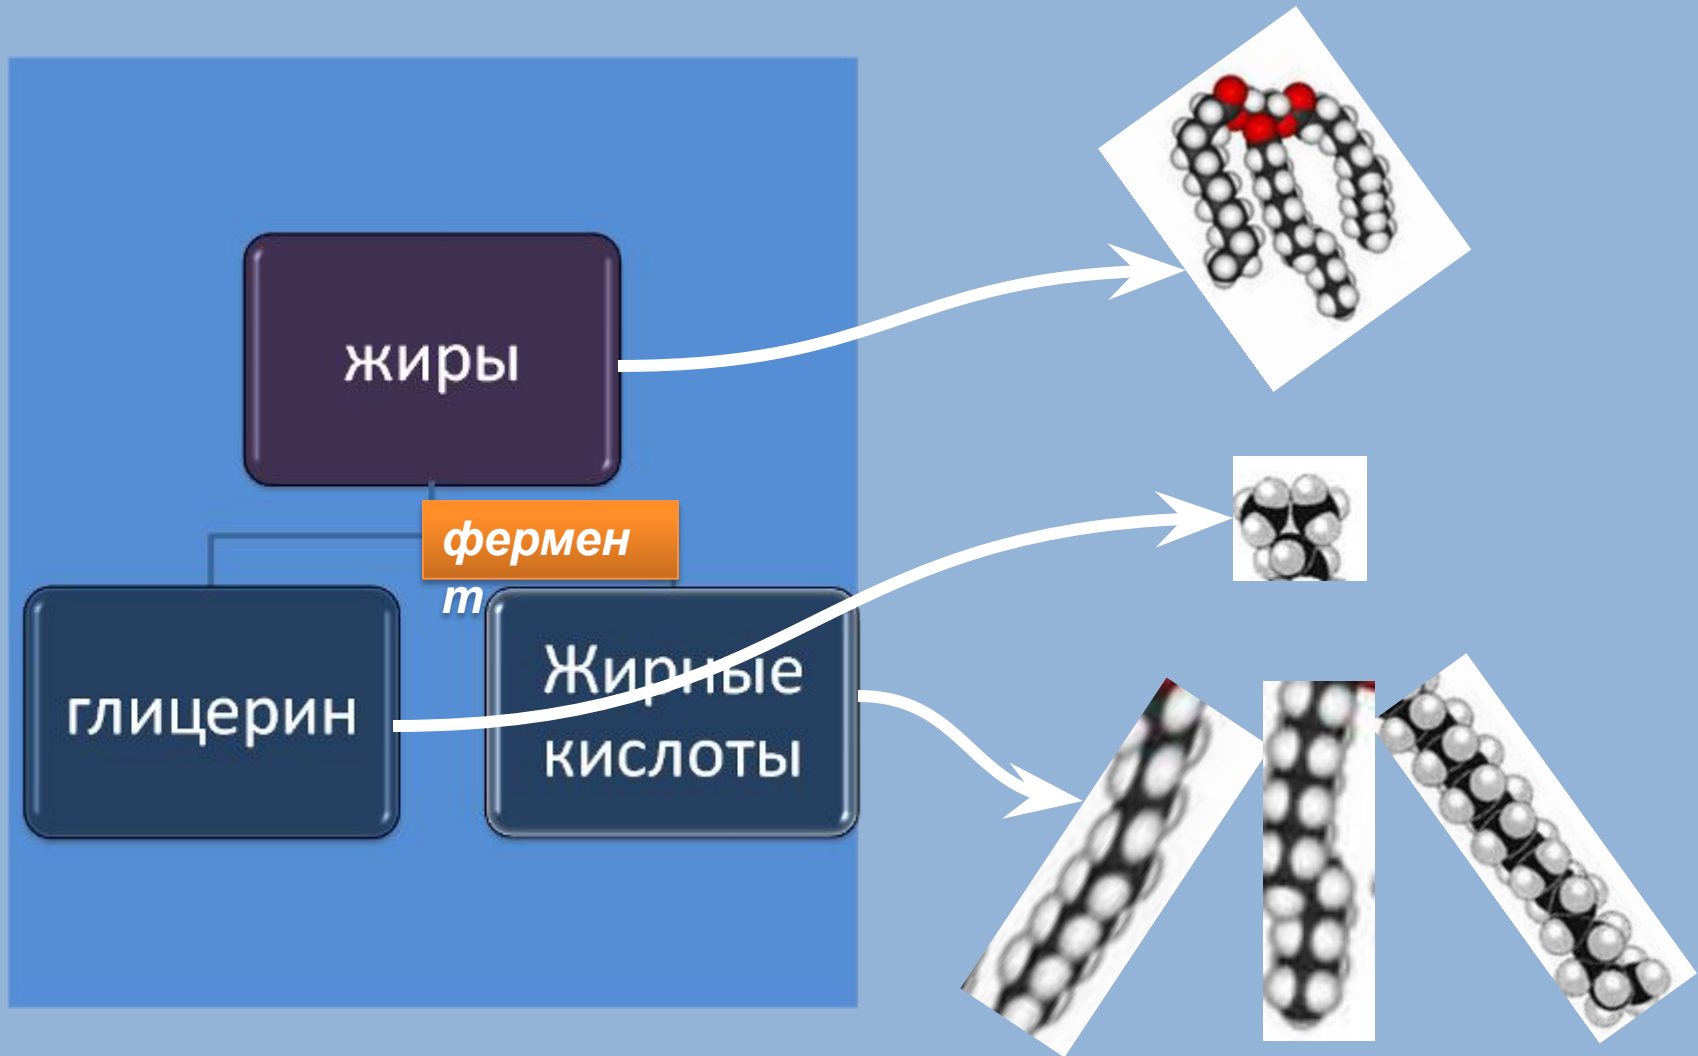 жиры
фермен
т
глицерин
Жирные
кислоты